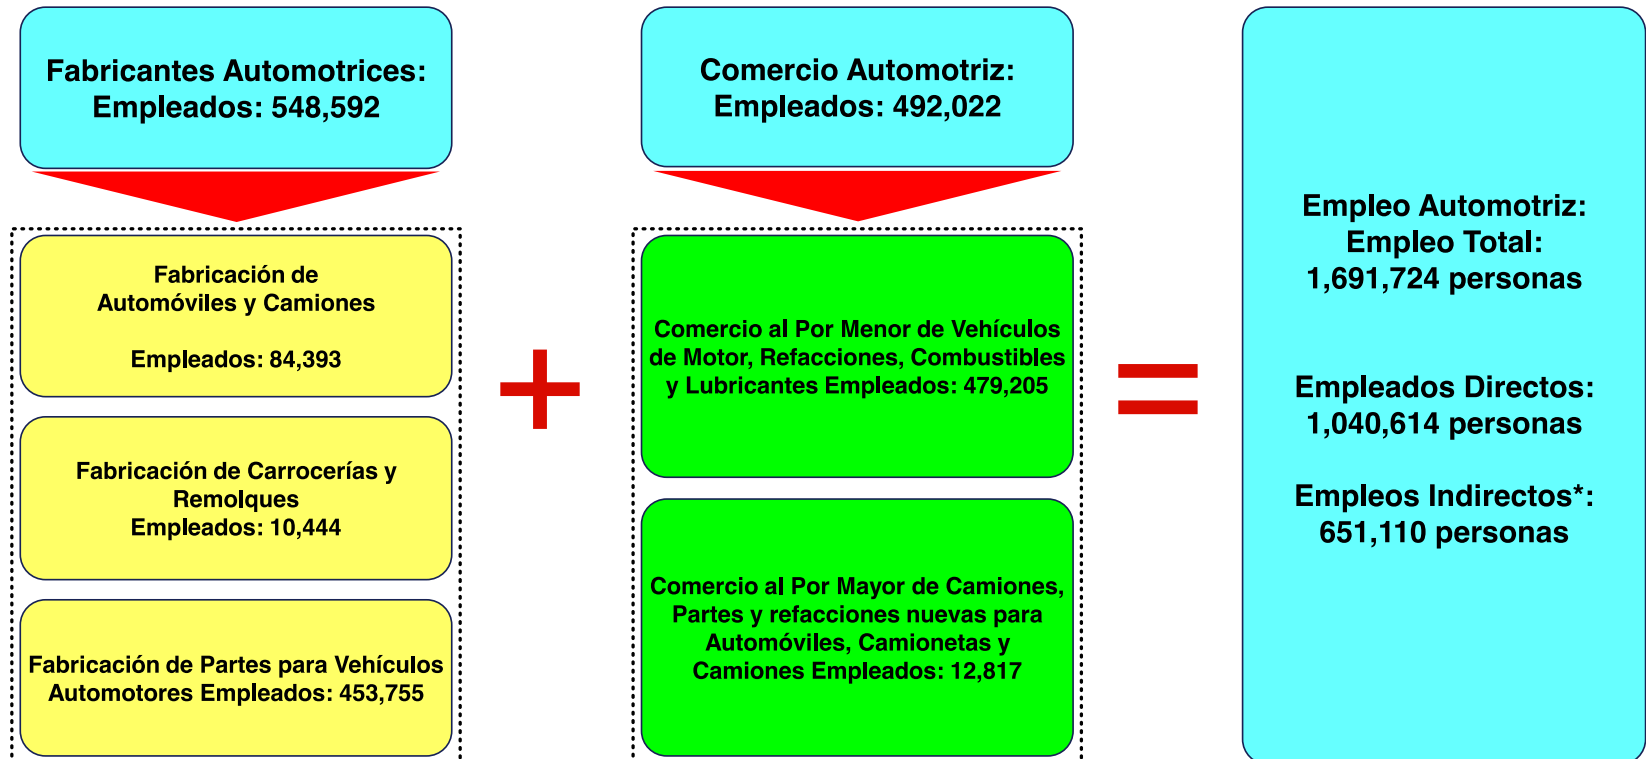 Fabricantes Automotrices:
Empleados: 548,592
Fabricación de
Automóviles y Camiones
Empleados: 84,393
Fabricación de Carrocerías y
Remolques
Empleados: 10,444
Fabricación de Partes para Vehículos
Automotores Empleados: 453,755
+
Comercio Automotriz:
Empleados: 492,022
Comercio al Por Menor de Vehículos
de Motor, Refacciones, Combustibles
y Lubricantes Empleados: 479,205
Comercio al Por Mayor de Camiones,
Partes y refacciones nuevas para
Automóviles, Camionetas y
Camiones Empleados: 12,817
=
Empleo Automotriz:
Empleo Total:
1,691,724 personas
Empleados Directos:
1,040,614 personas
Empleos Indirectos*:
651,110 personas